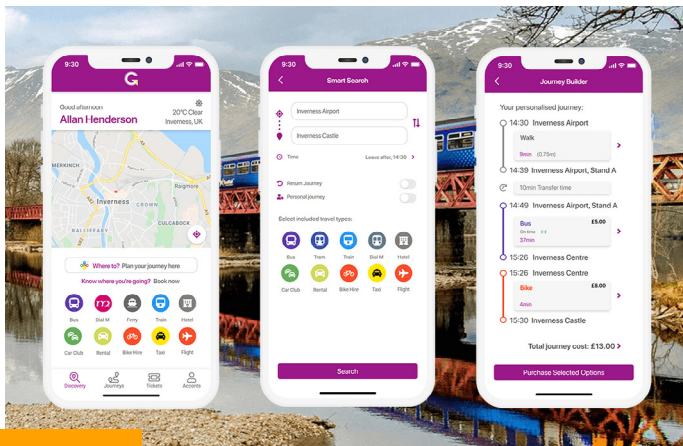 9:30
G
Good afternoon
Allan Henderson
20°C Clear
Inverness, UK
MERKINCH
Raigmore
Inverness
CROWN
CULCABOCK
BALLIFEARY
Where to? Plan your journey here
Know where you're going? Book now
Bus
Dial M
Ferry
Train
Hotel
Car Club
Rental
Bike Hire
Taxi
Flight
Discovery
Journeys
Tickets
Accounts
9:30
Smart Search
Inverness Airport
Inverness Castle
Time
Leave after, 14:30
Return Journey
Personal journey
Select included travel types:
Bus
Tram
Train
Dial M
Hotel
Car Club
Rental
Bike Hire
Taxi
Flight
Search
9:30
Journey Builder
Your personalised journey:
14:30 Inverness Airport
Walk
9min (0.75m)
14:39 Inverness Airport, Stand A
10min Transfer time
14:49 Inverness Airport, Stand A
Bus £5.00
On time
37min
15:26 Inverness Centre
15:26 Inverness Centre
Bike £8.00
4min
15:30 Inverness Castle
Total journey cost: £13.00
Purchase Selected Options